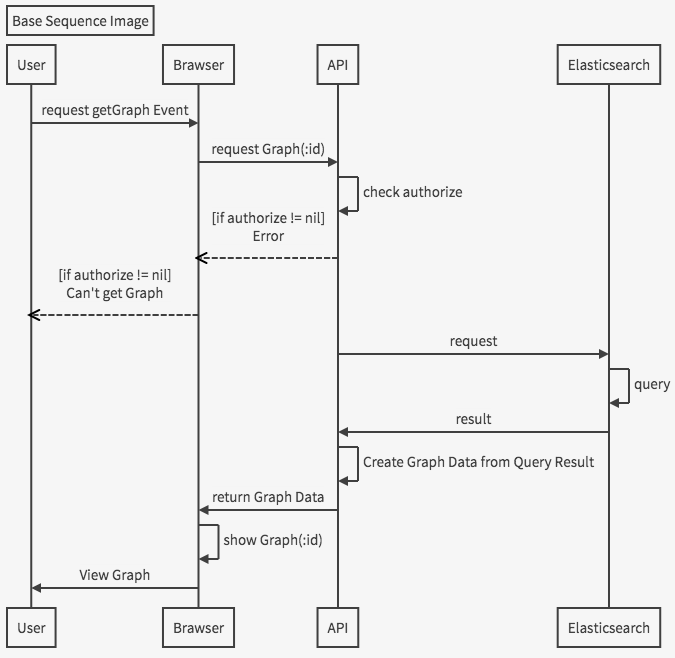 Base Sequence Image
User
Brawser
API
Elasticsearch
request getGraph Event
request Graph(:id)
check authorize
[if authorize != nil]
Error
[if authorize != nil]
Can't get Graph
request
query
result
Create Graph Data from Query Result
return Graph Data
show Graph(:id)
View Graph
User
Brawser
API
Elasticsearch